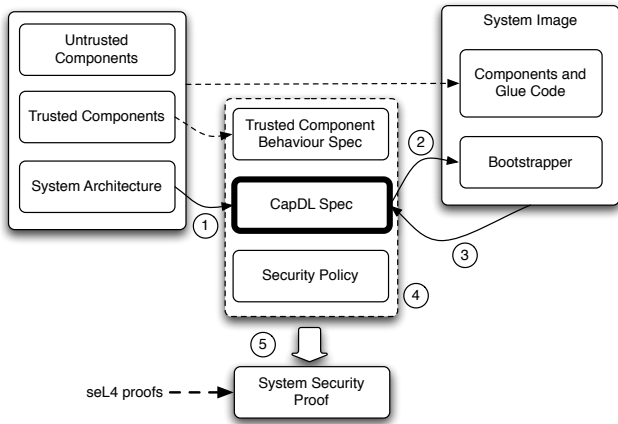 Untrusted
Components
Trusted Components
System Architecture
1
Trusted Component
Behaviour Spec
CapDL Spec
Security Policy
4
System Image
Components and
Glue Code
Bootstrapper
2
3
5
seL4 proofs
System Security
Proof